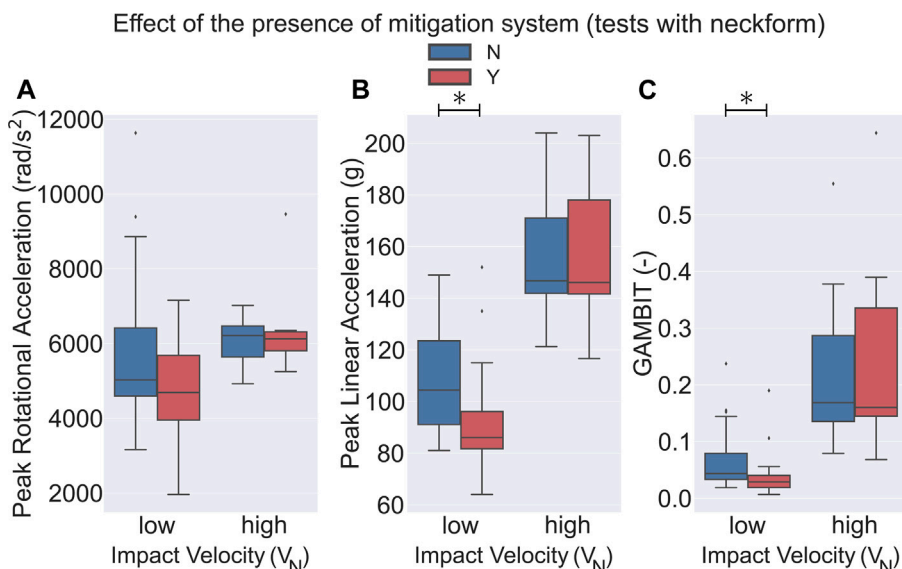 Effect of the presence of mitigation system (tests with neckform)
N
Y
A
B
C
*
*
Peak Rotational Acceleration (rad/s²)
12000
10000
8000
6000
4000
2000
low
high
Impact Velocity (V_N)
Peak Linear Acceleration (g)
200
180
160
140
120
100
80
60
low
high
Impact Velocity (V_N)
GAMBIT (-)
0.6
0.5
0.4
0.3
0.2
0.1
0.0
low
high
Impact Velocity (V_N)